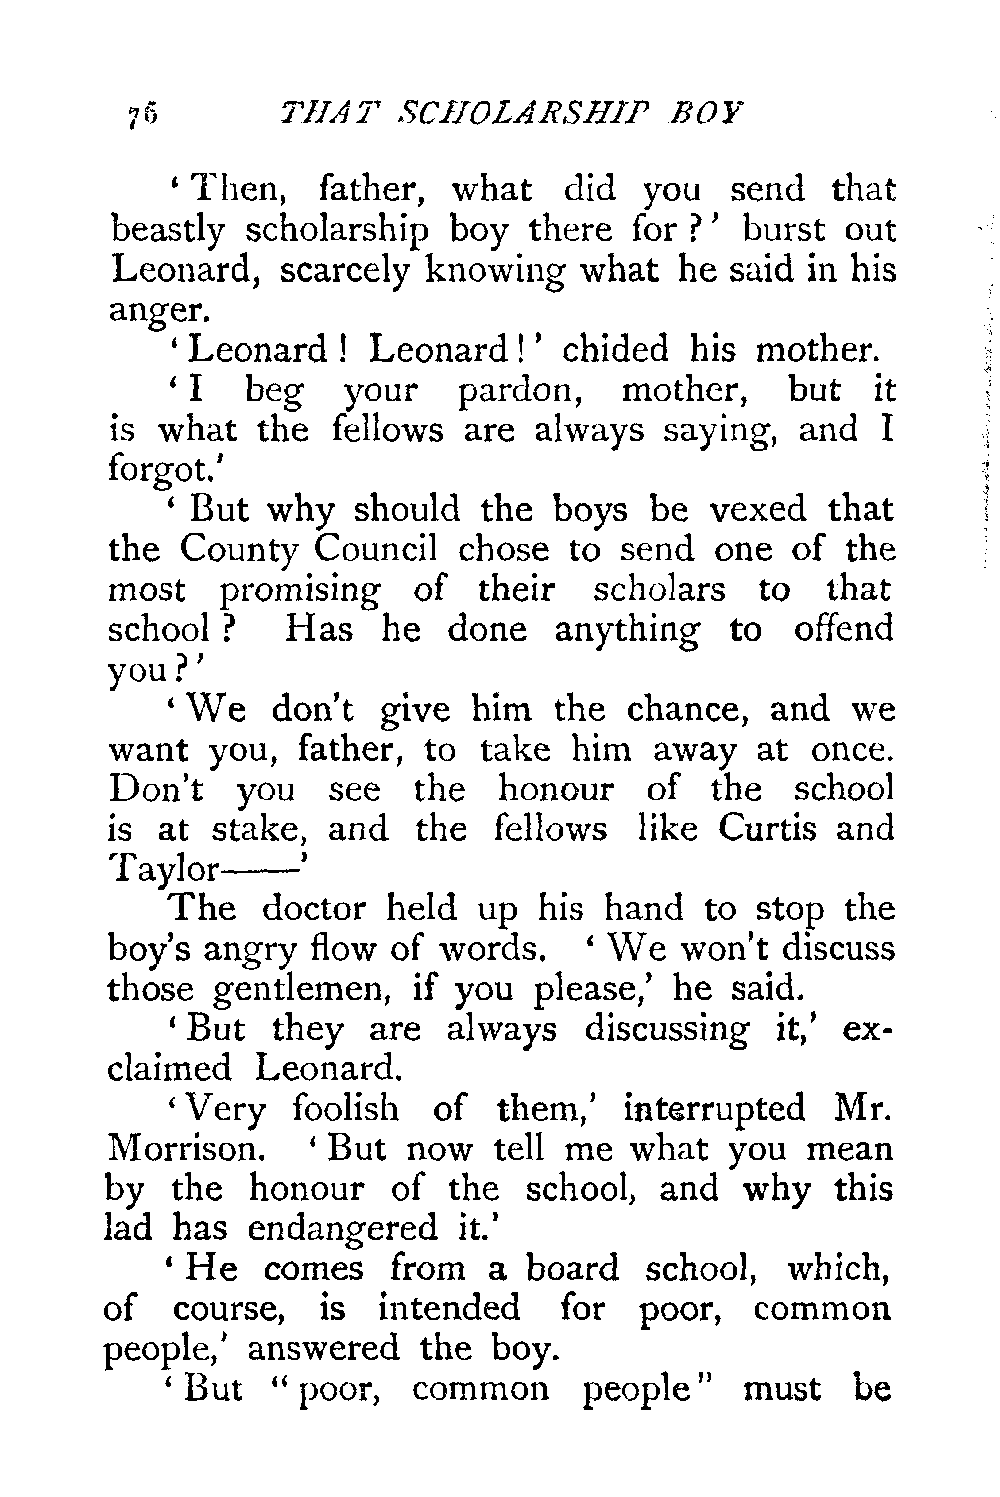 76 THAT SCHOLARSHIP BOY
‘ Then, father, what did you send that
beastly scholarship boy there for ? ’ burst out
Leonard, scarcely knowing what he said in his
anger.
‘ Leonard ! Leonard ! ’ chided his mother.
‘ I beg your pardon, mother, but it
is what the fellows are always saying, and I
forgot.’
‘ But why should the boys be vexed that
the County Council chose to send one of the
most promising of their scholars to that
school ? Has he done anything to offend
you ? ’
‘ We don’t give him the chance, and we
want you, father, to take him away at once.
Don’t you see the honour of the school
is at stake, and the fellows like Curtis and
Taylor——’
The doctor held up his hand to stop the
boy’s angry flow of words. ‘ We won’t discuss
those gentlemen, if you please,’ he said.
‘ But they are always discussing it,’ ex-
claimed Leonard.
‘ Very foolish of them,’ interrupted Mr.
Morrison. ‘ But now tell me what you mean
by the honour of the school, and why this
lad has endangered it.’
‘ He comes from a board school, which,
of course, is intended for poor, common
people,’ answered the boy.
‘ But “ poor, common people ” must be